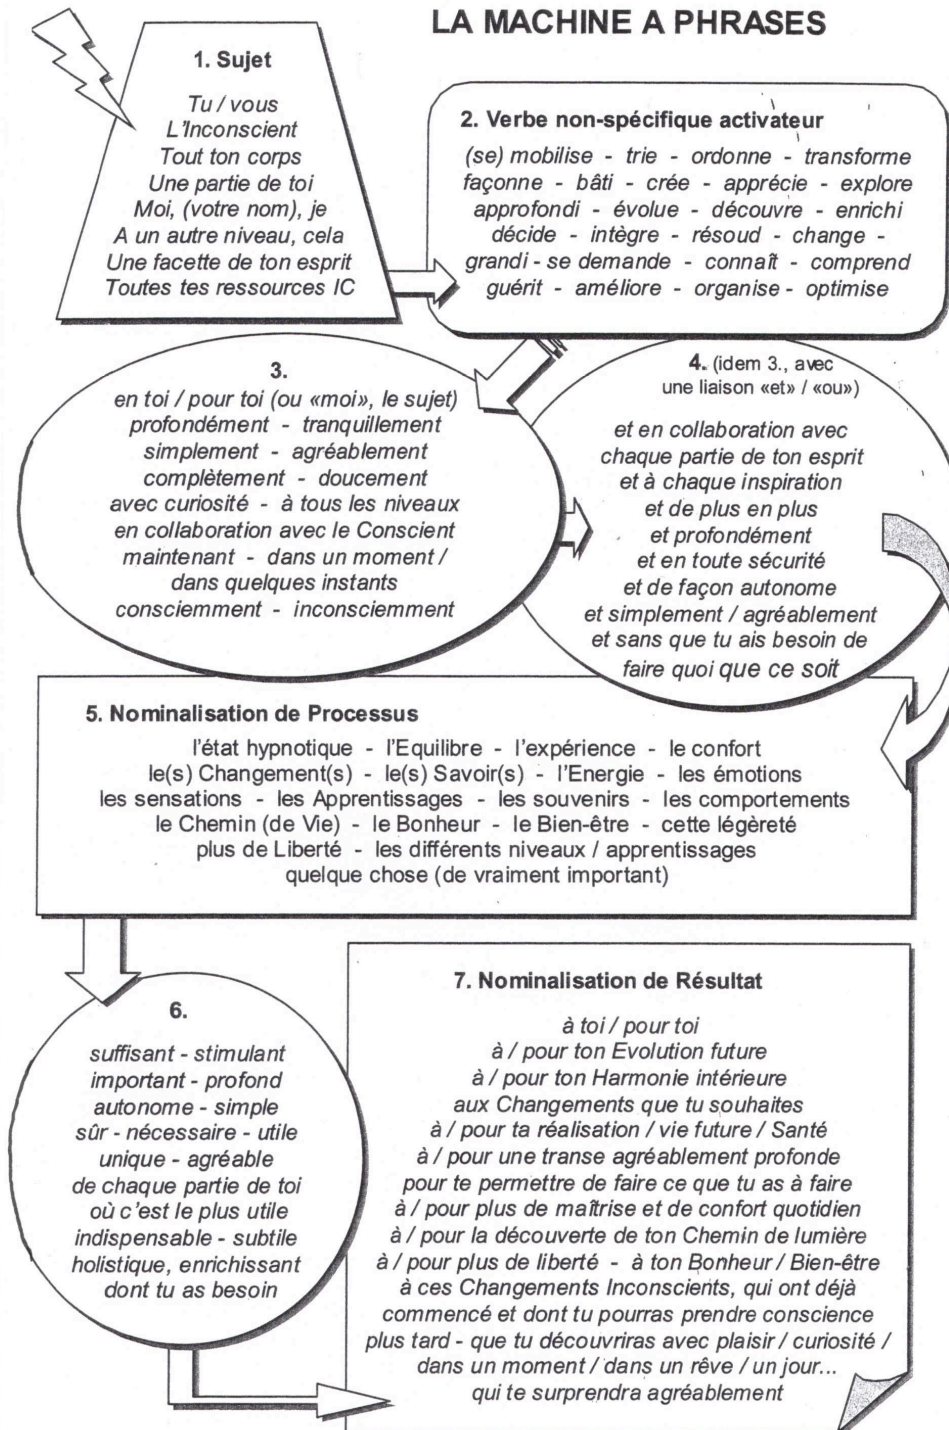 LA MACHINE A PHRASES
1. Sujet
Tu / vous
L'Inconscient
Tout ton corps
Une partie de toi
Moi, (votre nom), je
A un autre niveau, cela
Une facette de ton esprit
Toutes tes ressources IC
2. Verbe non-spécifique activateur
(se) mobilise - trie - ordonne - transforme
façonne - bâti - crée - apprécie - explore
approfondi - évolue - découvre - enrichi
décide - intègre - résoud - change -
grandi - se demande - connaît - comprend
guérit - améliore - organise - optimise
3.
en toi / pour toi (ou «moi», le sujet)
profondément - tranquillement
simplement - agréablement
complètement - doucement
avec curiosité - à tous les niveaux
en collaboration avec le Conscient
maintenant - dans un moment /
dans quelques instants
consciemment - inconsciemment
4. (idem 3., avec
une liaison «et» / «ou»)
et en collaboration avec
chaque partie de ton esprit
et à chaque inspiration
et de plus en plus
et profondément
et en toute sécurité
et de façon autonome
et simplement / agréablement
et sans que tu ais besoin de
faire quoi que ce soit
5. Nominalisation de Processus
l'état hypnotique - l'Equilibre - l'expérience - le confort
le(s) Changement(s) - le(s) Savoir(s) - l'Energie - les émotions
les sensations - les Apprentissages - les souvenirs - les comportements
le Chemin (de Vie) - le Bonheur - le Bien-être - cette légèreté
plus de Liberté - les différents niveaux / apprentissages
quelque chose (de vraiment important)
6.
suffisant - stimulant
important - profond
autonome - simple
sûr - nécessaire - utile
unique - agréable
de chaque partie de toi
où c'est le plus utile
indispensable - subtile
holistique, enrichissant
dont tu as besoin
7. Nominalisation de Résultat
à toi / pour toi
à / pour ton Evolution future
à / pour ton Harmonie intérieure
aux Changements que tu souhaites
à / pour ta réalisation / vie future / Santé
à / pour une transe agréablement profonde
pour te permettre de faire ce que tu as à faire
à / pour plus de maîtrise et de confort quotidien
à / pour la découverte de ton Chemin de lumière
à / pour plus de liberté - à ton Bonheur / Bien-être
à ces Changements Inconscients, qui ont déjà
commencé et dont tu pourras prendre conscience
plus tard - que tu découvriras avec plaisir / curiosité /
dans un moment / dans un rêve / un jour...
qui te surprendra agréablement